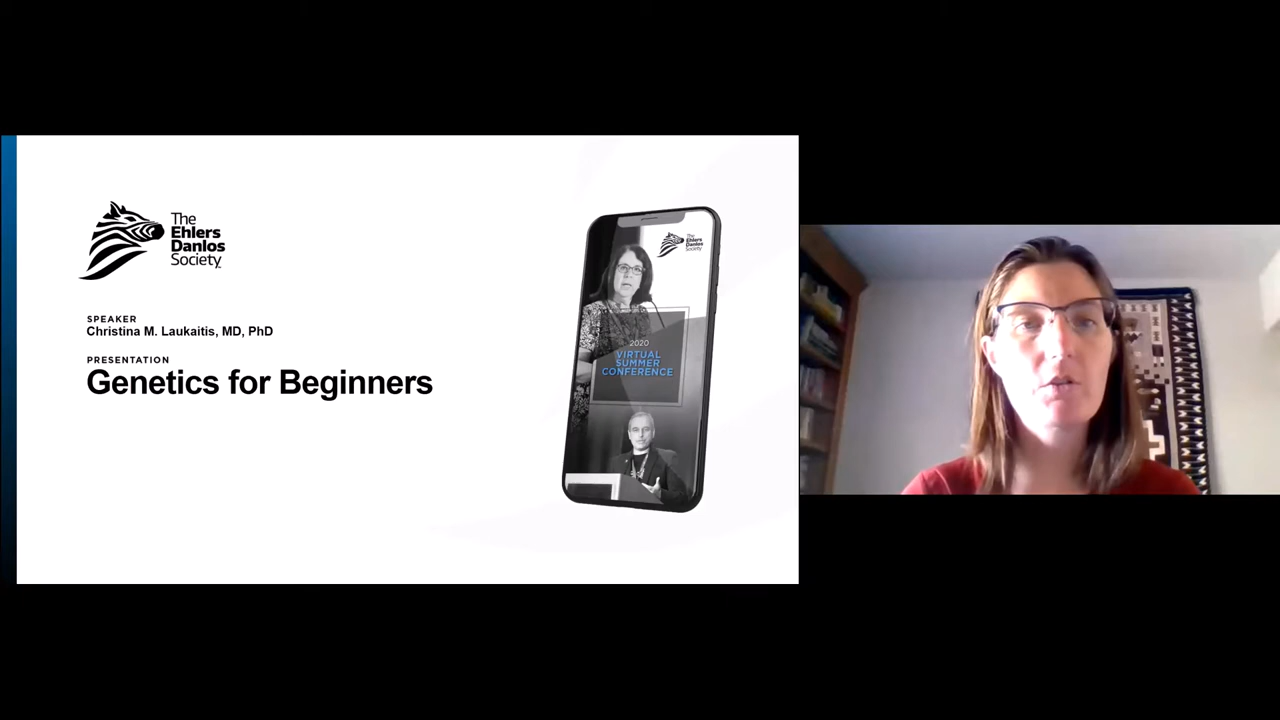 The
Ehlers
Danlos
Society
SPEAKER
Christina M. Laukaitis, MD, PhD
PRESENTATION
Genetics for Beginners
The
Ehlers
Danlos
Society
2020
VIRTUAL
SUMMER
CONFERENCE